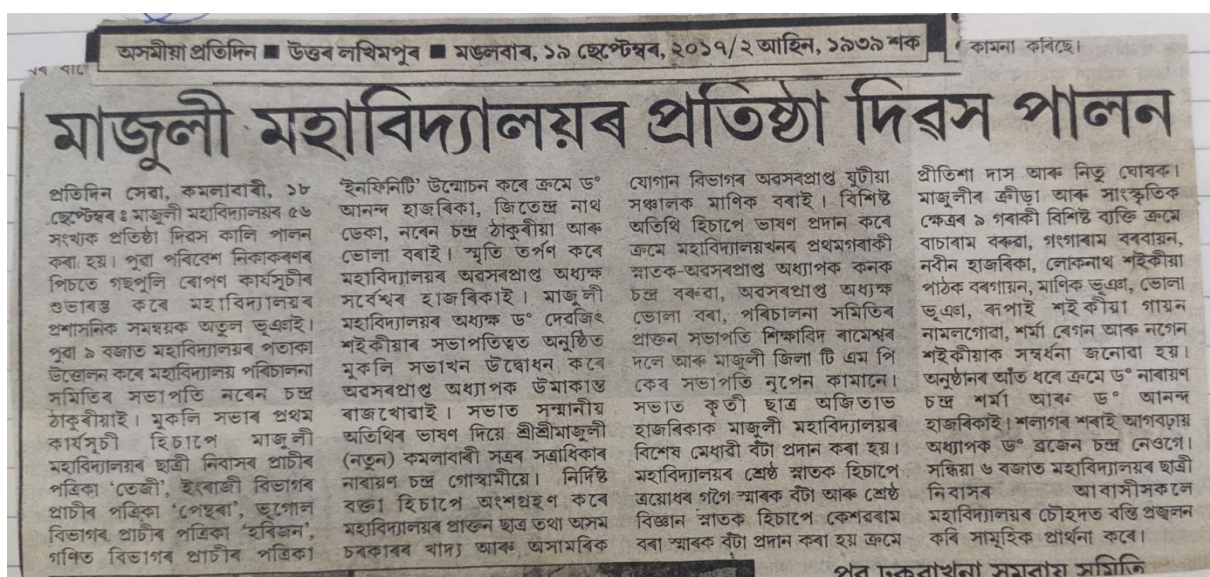 অসমীয়া প্ৰতিদিন ■ উত্তৰ লখিমপুৰ ■ মঙলবাৰ, ১৯ ছেপ্টেম্বৰ, ২০১৭/২ আহিন, ১৯৩৯ শক
কামনা কৰিছে।
মাজুলী মহাবিদ্যালয়ৰ প্ৰতিষ্ঠা দিৱস পালন
প্ৰতিদিন সেৱা, কমলাবাৰী, ১৮
ছেপ্টেম্বৰ : মাজুলী মহাবিদ্যালয়ৰ ৫৬
সংখ্যক প্ৰতিষ্ঠা দিৱস কালি পালন
কৰা হয়। পুৱা পৰিবেশ নিকাকৰণৰ
পিচতে গছপুলি ৰোপণ কাৰ্যসূচীৰ
শুভাৰম্ভ কৰে মহাবিদ্যালয়ৰ
প্ৰশাসনিক সমন্বয়ক অতুল ভূঞাই।
পুৱা ৯ বজাত মহাবিদ্যালয়ৰ পতাকা
উত্তোলন কৰে মহাবিদ্যালয় পৰিচালনা
সমিতিৰ সভাপতি নৰেন চন্দ্ৰ
ঠাকুৰীয়াই। মুকলি সভাৰ প্ৰথম
কাৰ্যসূচী হিচাপে মাজুলী
মহাবিদ্যালয়ৰ ছাত্ৰী নিবাসৰ প্ৰাচীৰ
পত্ৰিকা ‘তেজী’, ইংৰাজী বিভাগৰ
প্ৰাচীৰ পত্ৰিকা ‘পেণ্ডৰা’, ভূগোল
বিভাগৰ প্ৰাচীৰ পত্ৰিকা ‘হৰিজন’,
গণিত বিভাগৰ প্ৰাচীৰ পত্ৰিকা
‘ইনফিনিটি’ উন্মোচন কৰে ক্ৰমে ড°
আনন্দ হাজৰিকা, জিতেন্দ্ৰ নাথ
ডেকা, নৰেন চন্দ্ৰ ঠাকুৰীয়া আৰু
ভোলা বৰাই। স্মৃতি তৰ্পণ কৰে
মহাবিদ্যালয়ৰ অৱসৰপ্ৰাপ্ত অধ্যক্ষ
সৰ্বেশ্বৰ হাজৰিকাই। মাজুলী
মহাবিদ্যালয়ৰ অধ্যক্ষ ড° দেৱজিৎ
শইকীয়াৰ সভাপতিত্বত অনুষ্ঠিত
মুকলি সভাখন উদ্বোধন কৰে
অৱসৰপ্ৰাপ্ত অধ্যাপক উমাকান্ত
ৰাজখোৱাই। সভাত সন্মানীয়
অতিথিৰ ভাষণ দিয়ে শ্ৰীশ্ৰীমাজুলী
(নতুন) কমলাবাৰী সত্ৰৰ সত্ৰাধিকাৰ
নাৰায়ণ চন্দ্ৰ গোস্বামীয়ে। নিৰ্দিষ্ট
বক্তা হিচাপে অংশগ্ৰহণ কৰে
মহাবিদ্যালয়ৰ প্ৰাক্তন ছাত্ৰ তথা অসম
চৰকাৰৰ খাদ্য আৰু অসামৰিক
যোগান বিভাগৰ অৱসৰপ্ৰাপ্ত যুটীয়া
সঞ্চালক মাণিক বৰাই। বিশিষ্ট
অতিথি হিচাপে ভাষণ প্ৰদান কৰে
ক্ৰমে মহাবিদ্যালয়খনৰ প্ৰথমগৰাকী
স্নাতক-অৱসৰপ্ৰাপ্ত অধ্যাপক কনক
চন্দ্ৰ বৰুৱা, অৱসৰপ্ৰাপ্ত অধ্যক্ষ
ভোলা বৰা, পৰিচালনা সমিতিৰ
প্ৰাক্তন সভাপতি শিক্ষাবিদ ৰামেশ্বৰ
দলে আৰু মাজুলী জিলা টি এম পি
কেৰ সভাপতি নৃপেন কামানে।
সভাত কৃতী ছাত্ৰ অজিতাভ
হাজৰিকাক মাজুলী মহাবিদ্যালয়ৰ
বিশেষ মেধাৱী বঁটা প্ৰদান কৰা হয়।
মহাবিদ্যালয়ৰ শ্ৰেষ্ঠ স্নাতক হিচাপে
ত্ৰয়োধৰ গগৈ স্মাৰক বঁটা আৰু শ্ৰেষ্ঠ
বিজ্ঞান স্নাতক হিচাপে কেশৱৰাম
বৰা স্মাৰক বঁটা প্ৰদান কৰা হয় ক্ৰমে
প্ৰীতিশা দাস আৰু নিতু ঘোষক।
মাজুলীৰ ক্ৰীড়া আৰু সাংস্কৃতিক
ক্ষেত্ৰৰ ৯ গৰাকী বিশিষ্ট ব্যক্তি ক্ৰমে
বাচাৰাম বৰুৱা, গংগাৰাম বৰবায়ন,
নবীন হাজৰিকা, লোকনাথ শইকীয়া
পাঠক বৰগায়ন, মাণিক ভূঞা, ভোলা
ভূঞা, ৰূপাই শইকীয়া গায়ন
নামলগোৱা, শৰ্মা বেগন আৰু নগেন
শইকীয়াক সম্বৰ্ধনা জনোৱা হয়।
অনুষ্ঠানৰ আঁত ধৰে ক্ৰমে ড° নাৰায়ণ
চন্দ্ৰ শৰ্মা আৰু ড° আনন্দ
হাজৰিকাই। শলাগৰ শৰাই আগবঢ়ায়
অধ্যাপক ড° ব্ৰজেন চন্দ্ৰ নেওগে।
সন্ধিয়া ৬ বজাত মহাবিদ্যালয়ৰ ছাত্ৰী
নিবাসৰ আবাসীসকলে
মহাবিদ্যালয়ৰ চৌহদত বন্তি প্ৰজ্বলন
কৰি সামূহিক প্ৰাৰ্থনা কৰে।
সমবায় সমিতি